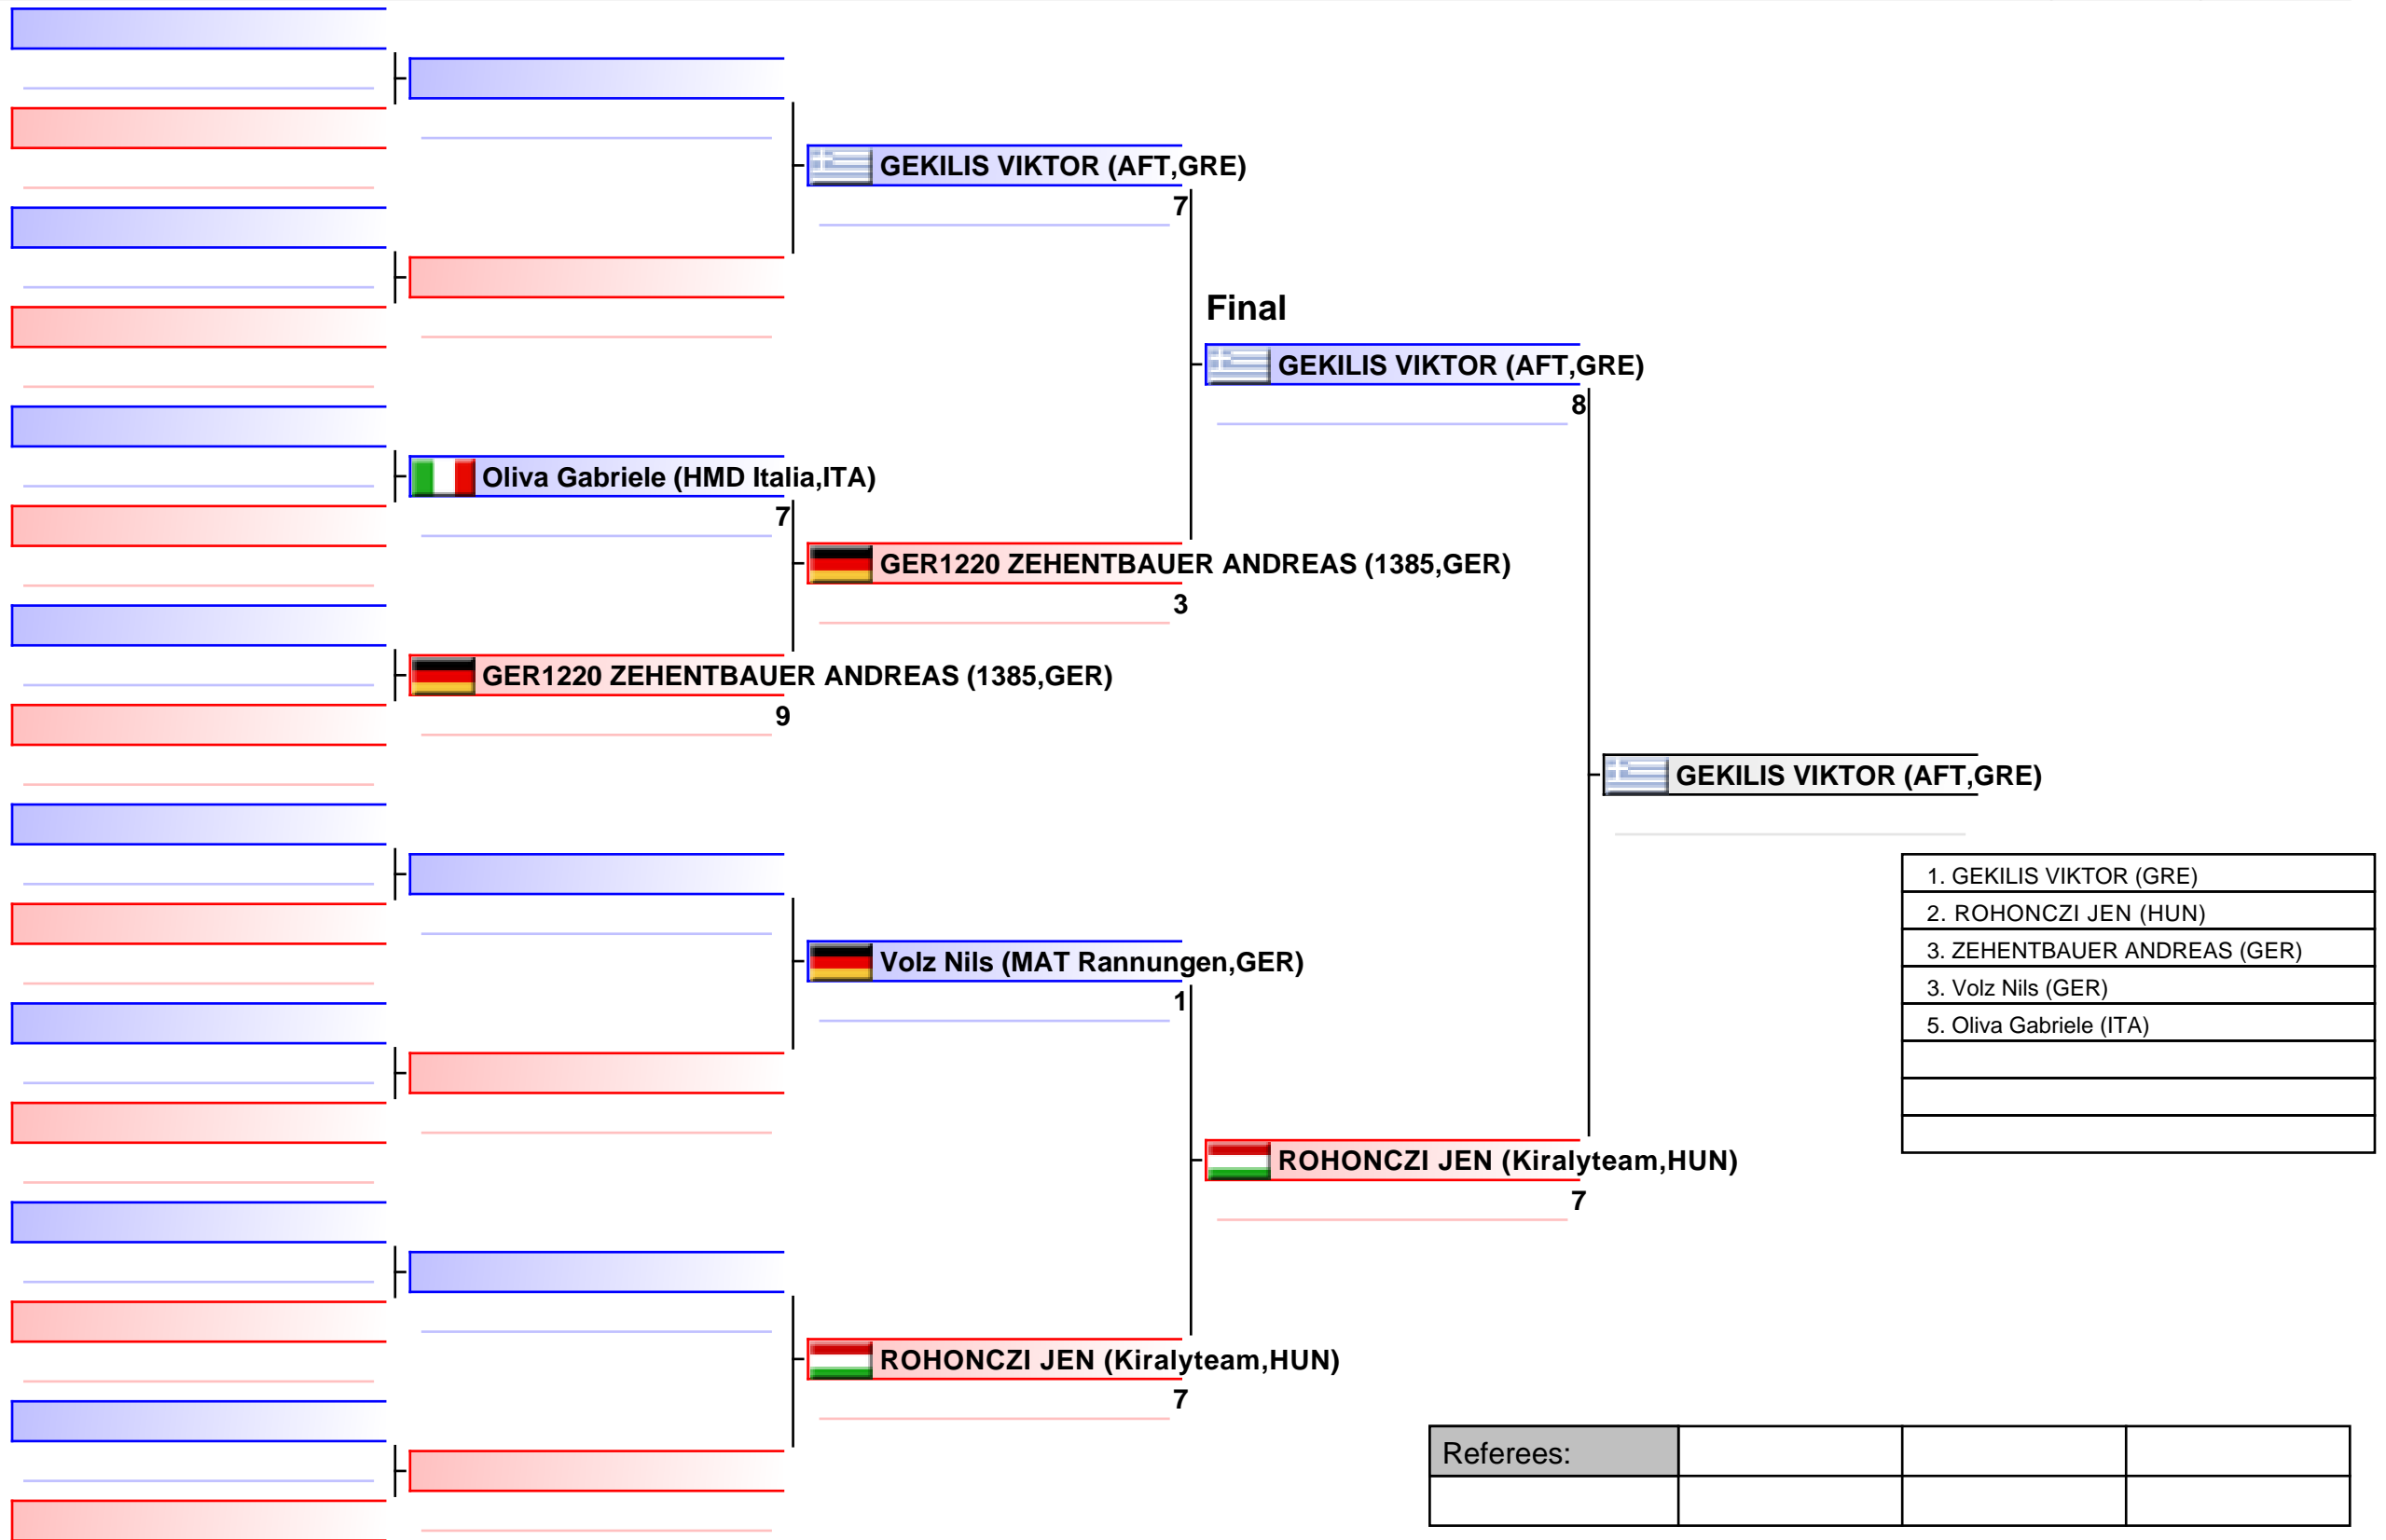 GEKILIS VIKTOR (AFT,GRE)
7
Final
GEKILIS VIKTOR (AFT,GRE)
8
Oliva Gabriele (HMD Italia,ITA)
7
GER1220 ZEHENTBAUER ANDREAS (1385,GER)
3
GER1220 ZEHENTBAUER ANDREAS (1385,GER)
9
GEKILIS VIKTOR (AFT,GRE)
1. GEKILIS VIKTOR (GRE)
2. ROHONCZI JEN (HUN)
3. ZEHENTBAUER ANDREAS (GER)
3. Volz Nils (GER)
5. Oliva Gabriele (ITA)
Volz Nils (MAT Rannungen,GER)
1
ROHONCZI JEN (Kiralyteam,HUN)
7
ROHONCZI JEN (Kiralyteam,HUN)
7
Referees: